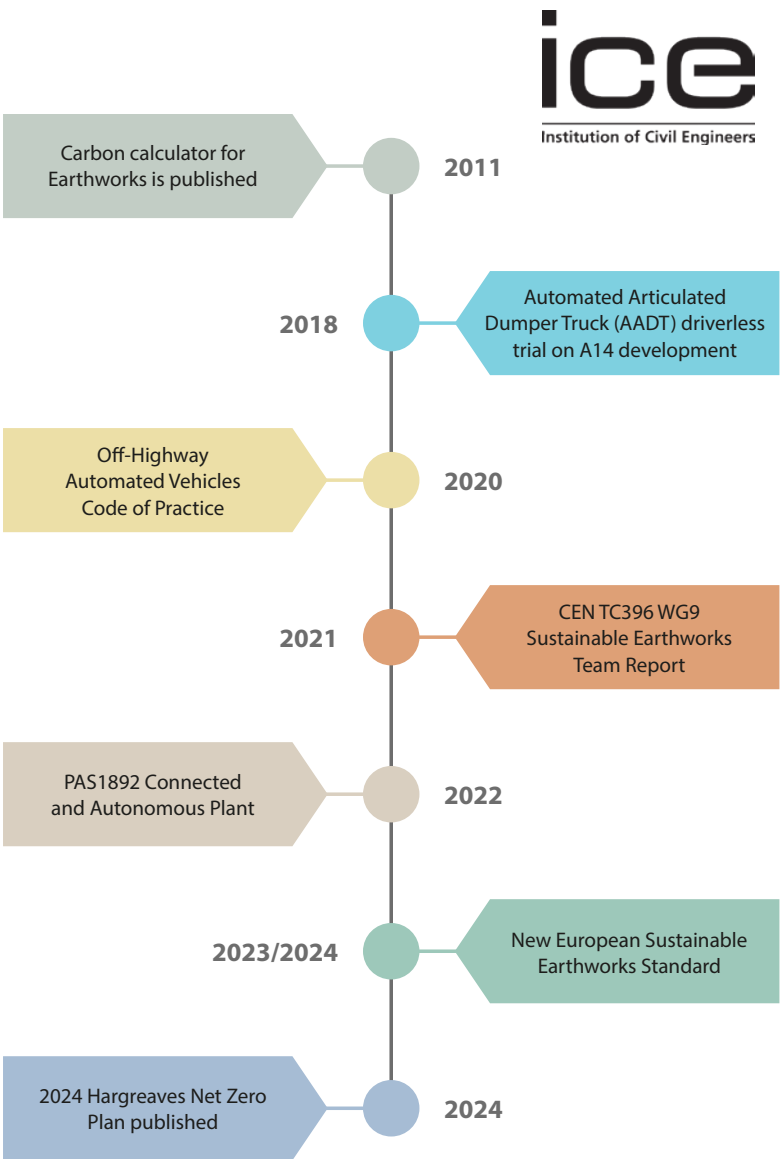 ice
Institution of Civil Engineers
Carbon calculator for
Earthworks is published
2011
2018
Automated Articulated
Dumper Truck (AADT) driverless
trial on A14 development
Off-Highway
Automated Vehicles
Code of Practice
2020
2021
CEN TC396 WG9
Sustainable Earthworks
Team Report
PAS1892 Connected
and Autonomous Plant
2022
2023/2024
New European Sustainable
Earthworks Standard
2024 Hargreaves Net Zero
Plan published
2024